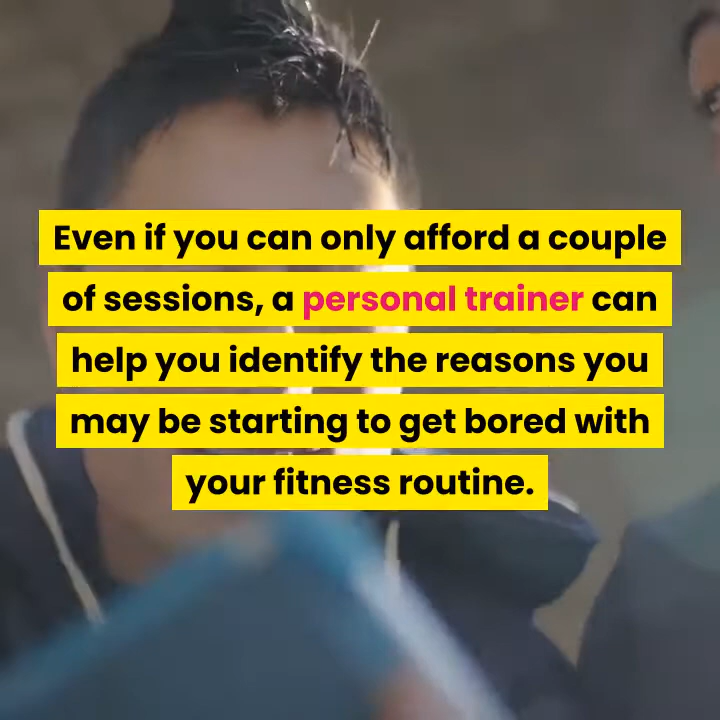 Even if you can only afford a couple
of sessions, a personal trainer can
help you identify the reasons you
may be starting to get bored with
your fitness routine.